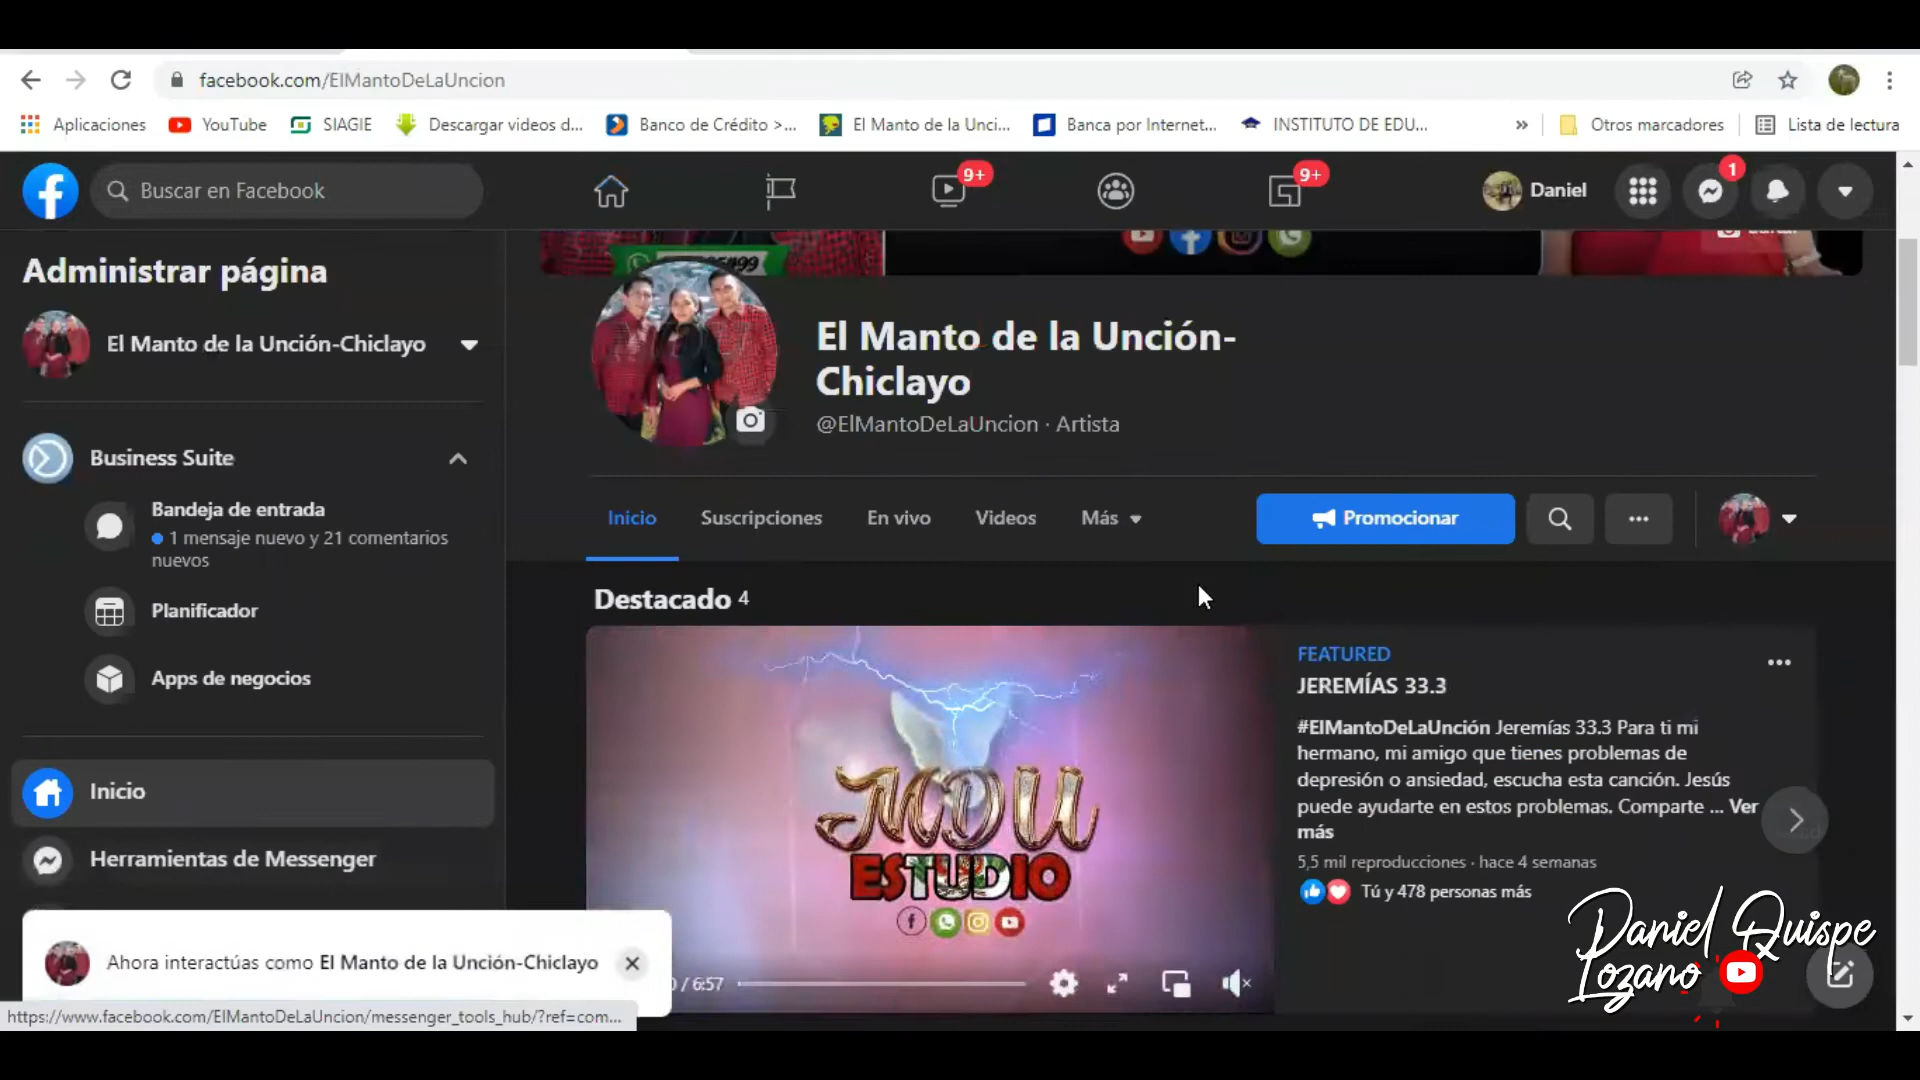 facebook.com/ElMantoDeLaUncion
Aplicaciones
YouTube
SIAGIE
Descargar videos d...
Banco de Crédito >...
El Manto de la Unci...
Banca por Internet...
INSTITUTO DE EDU...
»
Otros marcadores
Lista de lectura
Buscar en Facebook
9+
9+
Daniel
1
Administrar página
El Manto de la Unción-Chiclayo
Business Suite
Bandeja de entrada
1 mensaje nuevo y 21 comentarios
nuevos
Planificador
Apps de negocios
Inicio
Herramientas de Messenger
Ahora interactúas como El Manto de la Unción-Chiclayo
https://www.facebook.com/ElMantoDeLaUncion/messenger_tools_hub/?ref=com...
El Manto de la Unción-
Chiclayo
@ElMantoDeLaUncion · Artista
Inicio
Suscripciones
En vivo
Videos
Más
Promocionar
Destacado 4
MDU
ESTUDIO
/ 6:57
FEATURED
JEREMÍAS 33.3
#ElMantoDeLaUnción Jeremías 33.3 Para ti mi
hermano, mi amigo que tienes problemas de
depresión o ansiedad, escucha esta canción. Jesús
puede ayudarte en estos problemas. Comparte ... Ver
más
5,5 mil reproducciones · hace 4 semanas
Tú y 478 personas más
Daniel Quispe
Lozano